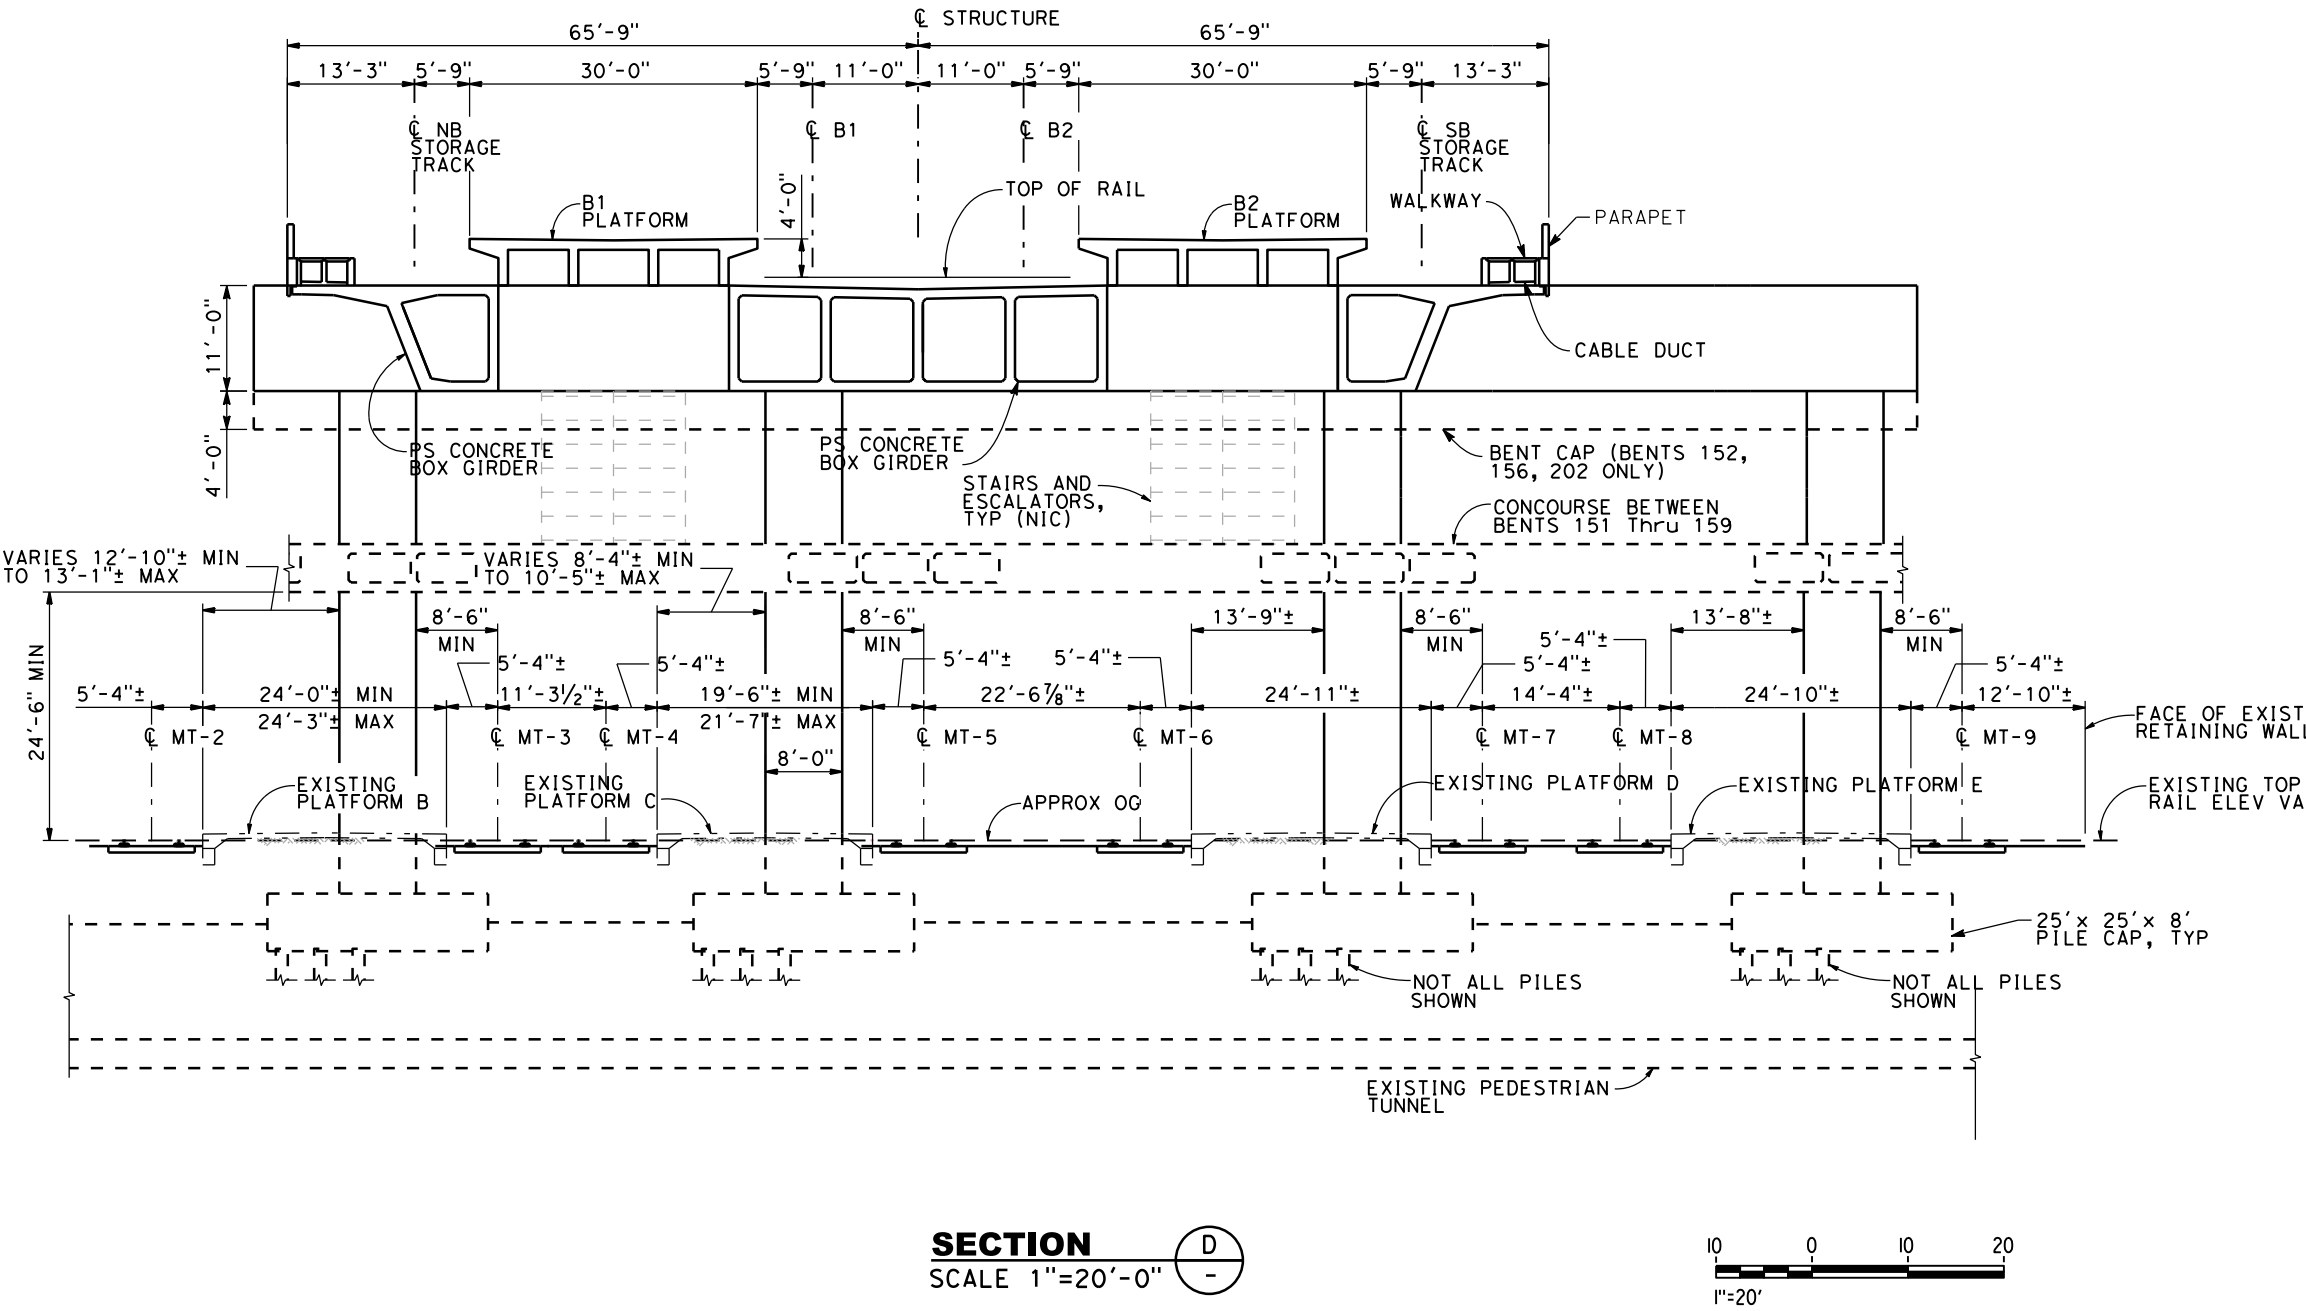 ℄ STRUCTURE
65'-9" 65'-9"
13'-3" 5'-9" 30'-0" 5'-9" 11'-0" 11'-0" 5'-9" 30'-0" 5'-9" 13'-3"
℄ NB
STORAGE
TRACK
℄ B1
℄ B2
℄ SB
STORAGE
TRACK
4'-0"
TOP OF RAIL
B1
PLATFORM
B2
PLATFORM
WALKWAY
PARAPET
11'-0"
CABLE DUCT
4'-0"
PS CONCRETE
BOX GIRDER
PS CONCRETE
BOX GIRDER
STAIRS AND
ESCALATORS,
TYP (NIC)
BENT CAP (BENTS 152,
156, 202 ONLY)
CONCOURSE BETWEEN
BENTS 151 Thru 159
VARIES 12'-10"± MIN
TO 13'-1"± MAX
VARIES 8'-4"± MIN
TO 10'-5"± MAX
24'-6" MIN
8'-6"
MIN
8'-6"
MIN
13'-9"±
8'-6"
MIN
13'-8"±
8'-6"
MIN
5'-4"± 5'-4"± 5'-4"± 5'-4"± 5'-4"± 5'-4"± 5'-4"±
5'-4"± 24'-0"± MIN 11'-3½"± 19'-6"± MIN 22'-6⅞"± 24'-11"± 14'-4"± 24'-10"± 12'-10"±
24'-3"± MAX 21'-7"± MAX
℄ MT-2 ℄ MT-3 ℄ MT-4 ℄ MT-5 ℄ MT-6 ℄ MT-7 ℄ MT-8 ℄ MT-9
8'-0"
FACE OF EXIST
RETAINING WALL
EXISTING
PLATFORM B
EXISTING
PLATFORM C
APPROX OG
EXISTING PLATFORM D
EXISTING PLATFORM E
EXISTING TOP
RAIL ELEV VA
25' x 25' x 8'
PILE CAP, TYP
NOT ALL PILES
SHOWN
NOT ALL PILES
SHOWN
EXISTING PEDESTRIAN
TUNNEL
SECTION D
SCALE 1"=20'-0" -
10 0 10 20
1"=20'